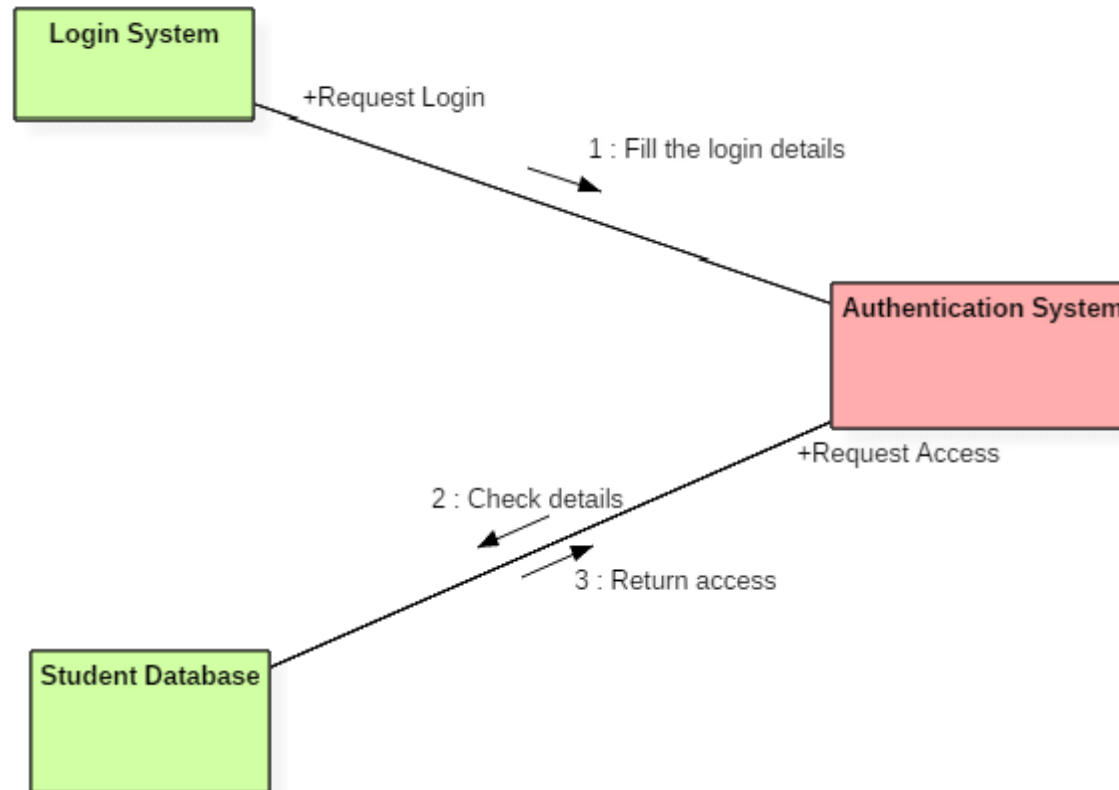 Login System
+Request Login
1 : Fill the login details
Authentication System
+Request Access
2 : Check details
3 : Return access
Student Database